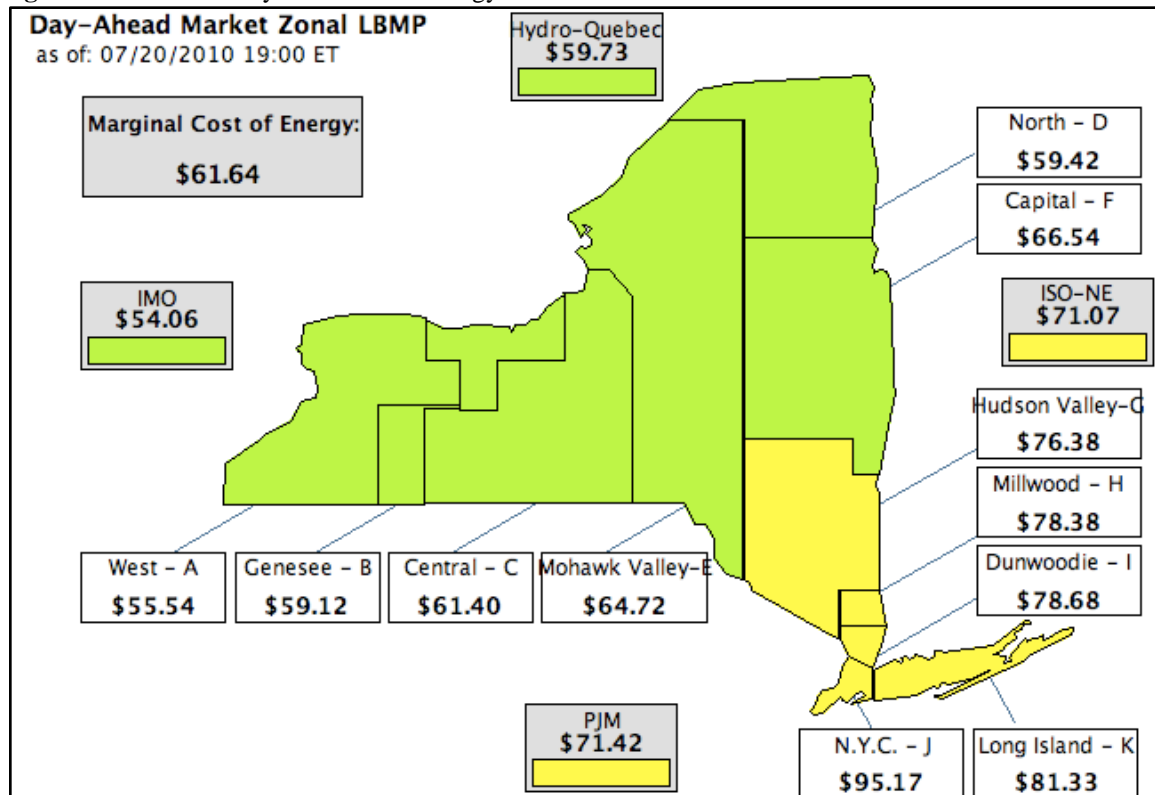 Day-Ahead Market Zonal LBMP
as of: 07/20/2010 19:00 ET
Hydro-Quebec
$59.73
Marginal Cost of Energy:
$61.64
North - D
$59.42
Capital - F
$66.54
IMO
$54.06
ISO-NE
$71.07
Hudson Valley-G
$76.38
Millwood - H
$78.38
Dunwoodie - I
$78.68
West - A
$55.54
Genesee - B
$59.12
Central - C
$61.40
Mohawk Valley-E
$64.72
PJM
$71.42
N.Y.C. - J
$95.17
Long Island - K
$81.33